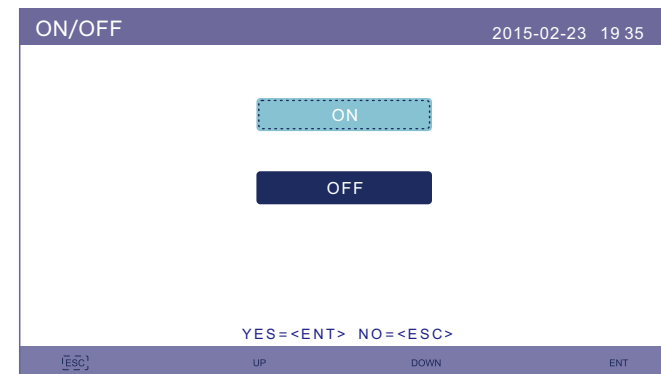 ON/OFF 2015-02-23 19 35
ON
OFF
YES=<ENT> NO=<ESC>
ESC UP DOWN ENT